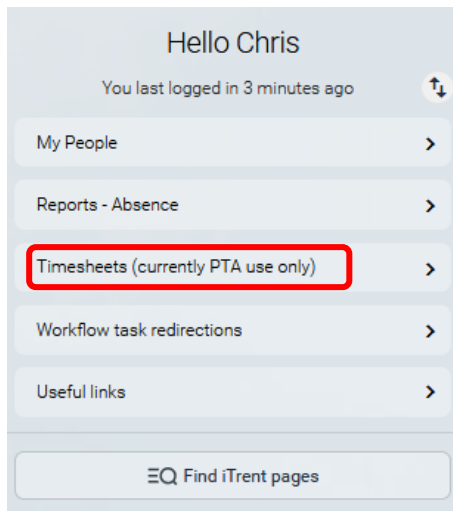 Hello Chris
You last logged in 3 minutes ago
My People
Reports - Absence
Timesheets (currently PTA use only)
Workflow task redirections
Useful links
Find iTrent pages